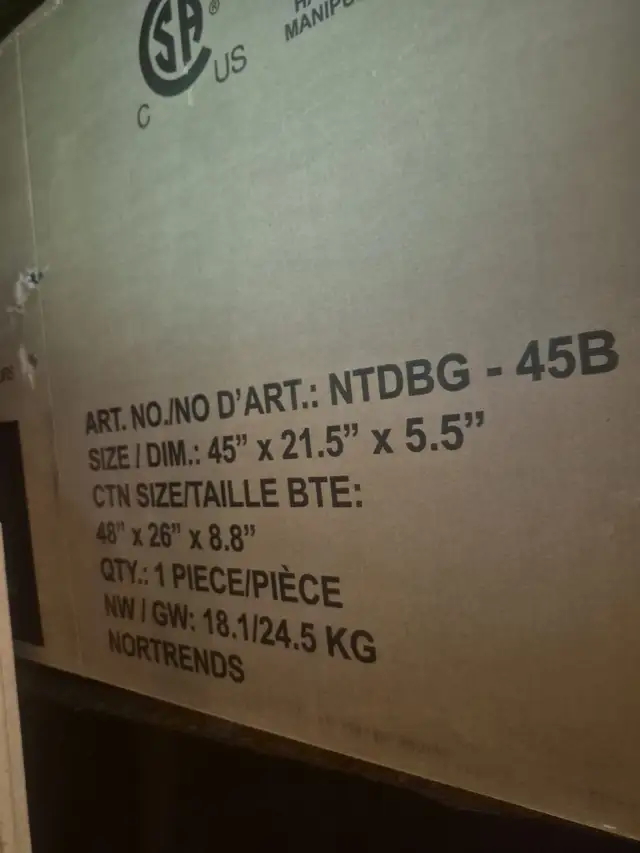 CSA ®
C US
ART. NO./NO D'ART.: NTDBG - 45B
SIZE / DIM.: 45" x 21.5" x 5.5"
CTN SIZE/TAILLE BTE:
48" x 26" x 8.8"
QTY.: 1 PIECE/PIÈCE
NW / GW: 18.1/24.5 KG
NORTRENDS